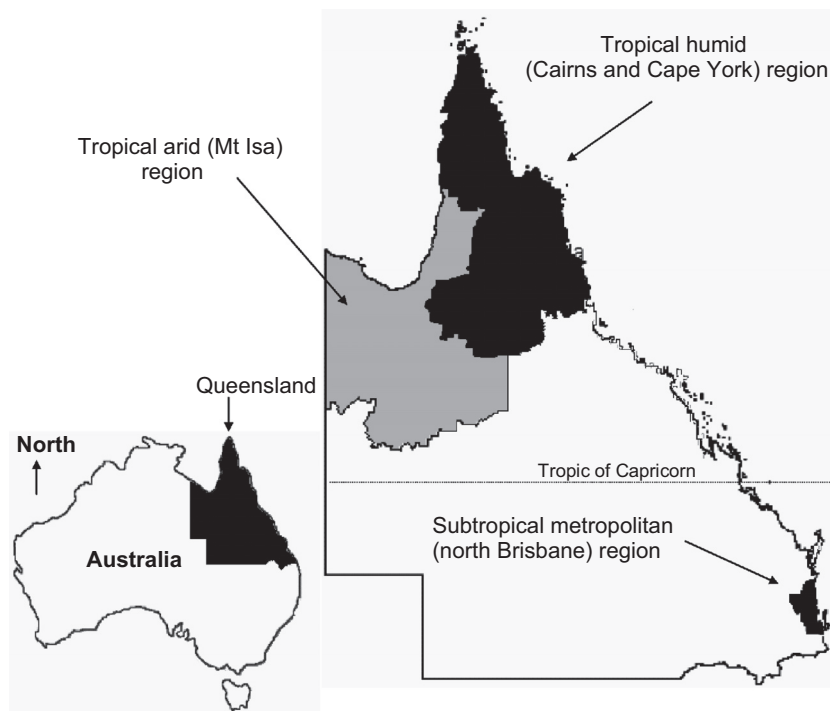 Tropical humid
(Cairns and Cape York) region
Tropical arid (Mt Isa)
region
Queensland
North
Australia
Tropic of Capricorn
Subtropical metropolitan
(north Brisbane) region